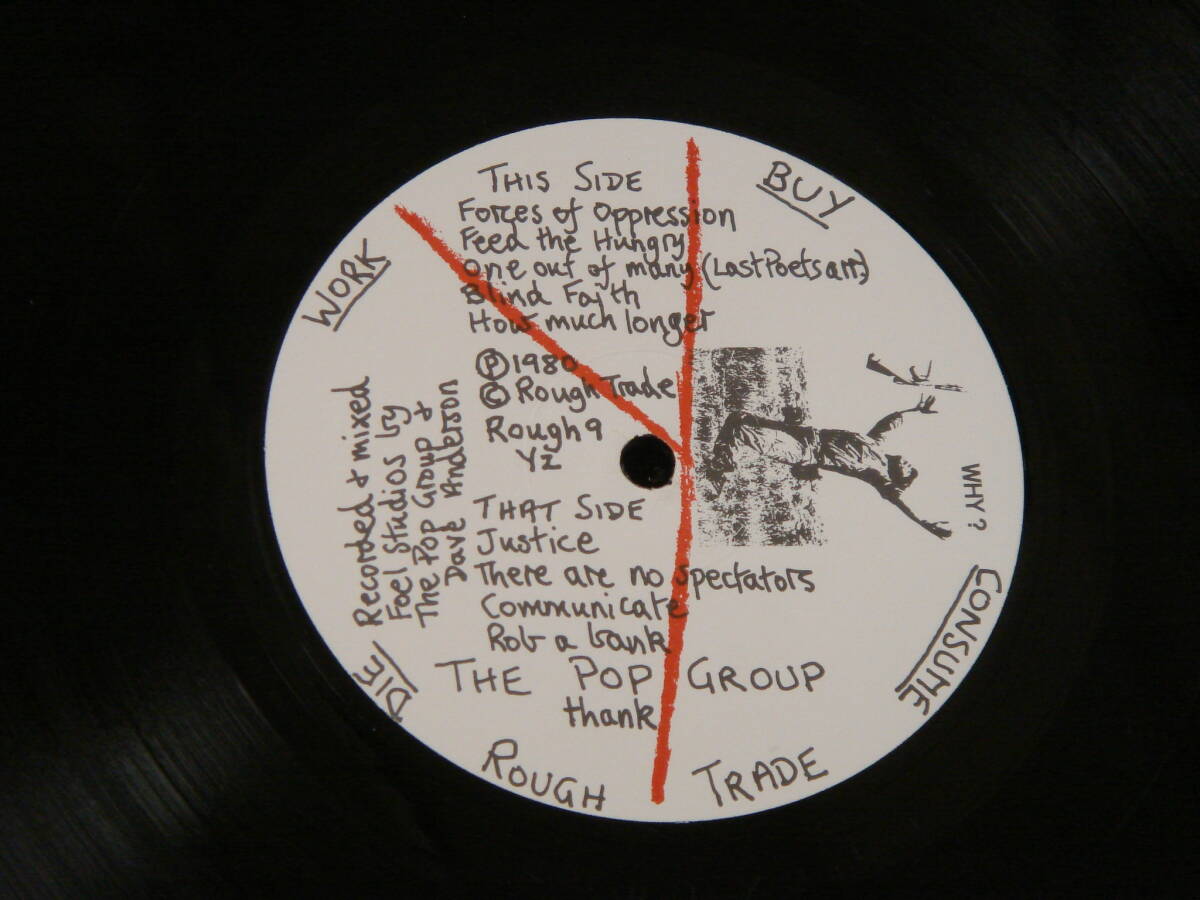 THIS SIDE
Forces of Oppression
Feed the Hungry
One out of many (Last Poets arr)
Blind Faith
How much longer
Ⓟ 1980
© Rough Trade
Rough 9
Y2
THAT SIDE
Justice
There are no spectators
Communicate
Rob a bank
THE POP GROUP
thank
ROUGH TRADE
WORK
BUY
CONSUME
DIE
WHY?
Recorded + mixed
Foel Studios by
The Pop Group +
Dave Anderson